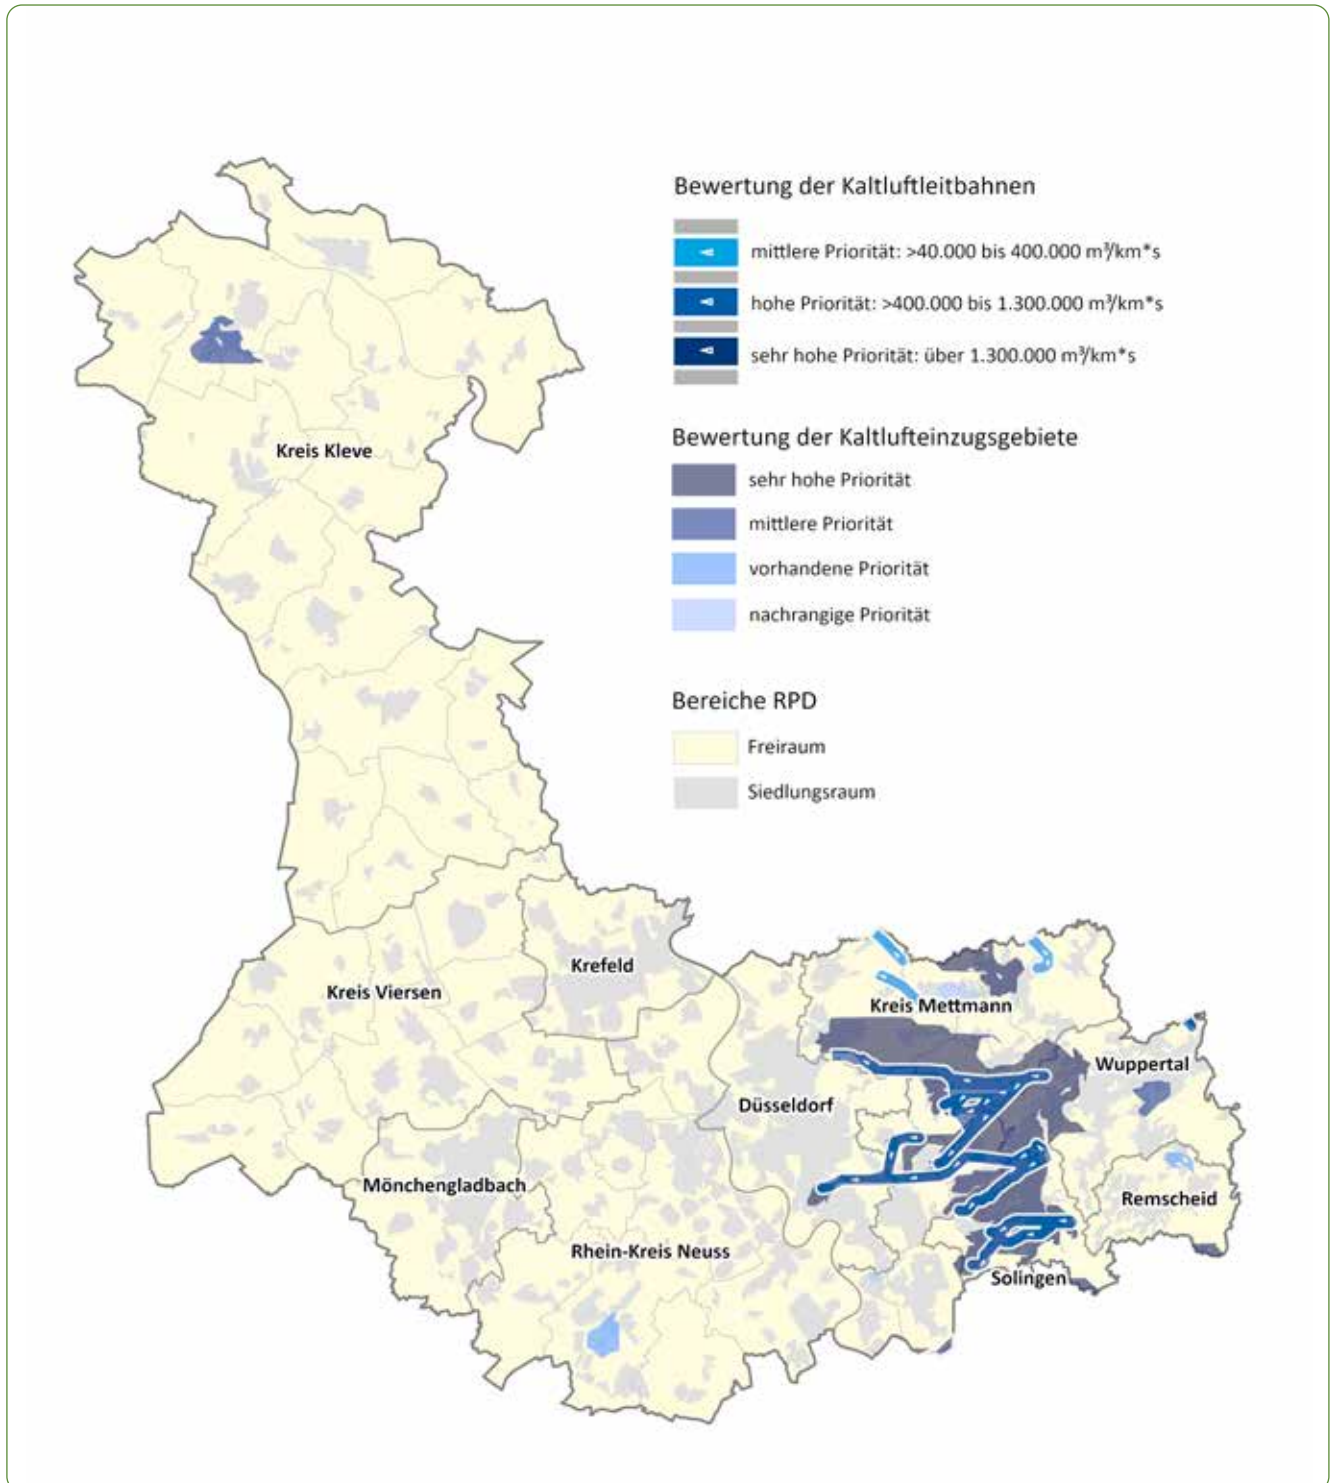 Bewertung der Kaltluftleitbahnen
mittlere Priorität: >40.000 bis 400.000 m³/km*s
hohe Priorität: >400.000 bis 1.300.000 m³/km*s
sehr hohe Priorität: über 1.300.000 m³/km*s
Bewertung der Kaltlufteinzugsgebiete
sehr hohe Priorität
mittlere Priorität
vorhandene Priorität
nachrangige Priorität
Bereiche RPD
Freiraum
Siedlungsraum
Kreis Kleve
Krefeld
Kreis Viersen
Kreis Mettmann
Wuppertal
Düsseldorf
Mönchengladbach
Remscheid
Rhein-Kreis Neuss
Solingen